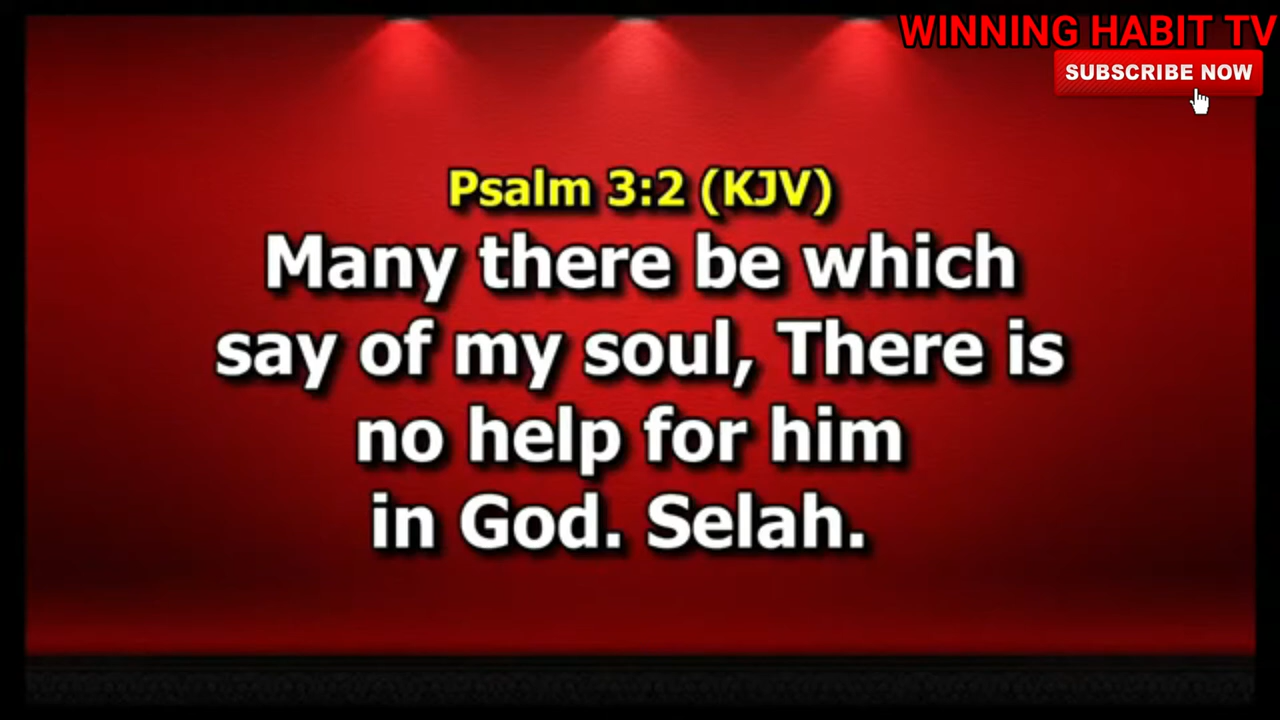 WINNING HABIT TV
SUBSCRIBE NOW
Psalm 3:2 (KJV)
Many there be which
say of my soul, There is
no help for him
in God. Selah.